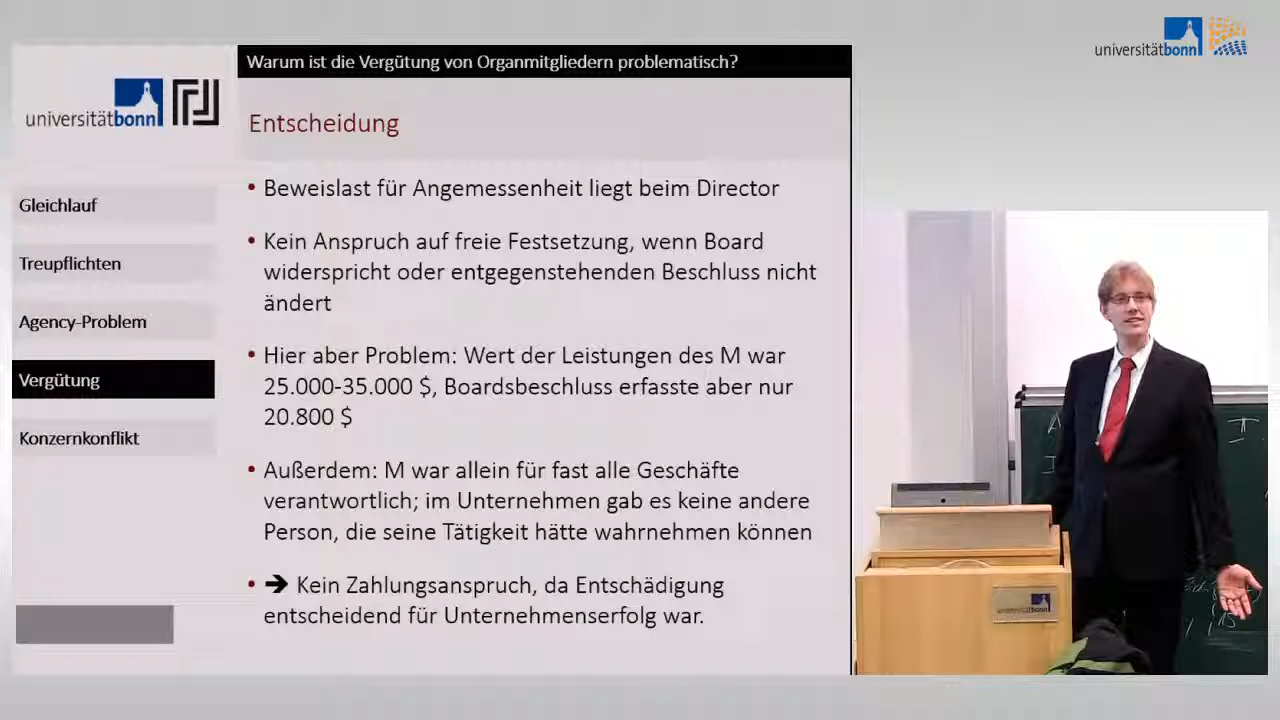 Warum ist die Vergütung von Organmitgliedern problematisch?
universitätbonn
universitätbonn
Entscheidung
Gleichlauf
Treupflichten
Agency-Problem
Vergütung
Konzernkonflikt
• Beweislast für Angemessenheit liegt beim Director
• Kein Anspruch auf freie Festsetzung, wenn Board
widerspricht oder entgegenstehenden Beschluss nicht
ändert
• Hier aber Problem: Wert der Leistungen des M war
25.000-35.000 $, Boardsbeschluss erfasste aber nur
20.800 $
• Außerdem: M war allein für fast alle Geschäfte
verantwortlich; im Unternehmen gab es keine andere
Person, die seine Tätigkeit hätte wahrnehmen können
• ➔ Kein Zahlungsanspruch, da Entschädigung
entscheidend für Unternehmenserfolg war.
universitätbonn